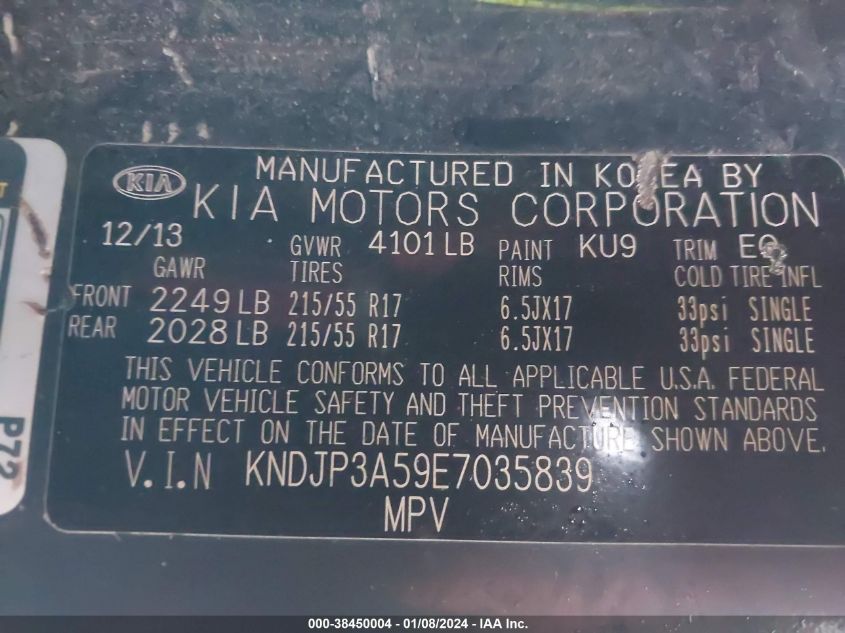 KIA
MANUFACTURED IN KOREA BY
KIA MOTORS CORPORATION
12/13 GVWR 4101 LB PAINT KU9 TRIM
GAWR TIRES RIMS COLD TIRE INFL
FRONT 2249 LB 215/55 R17 6.5JX17 33psi SINGLE
REAR 2028 LB 215/55 R17 6.5JX17 33psi SINGLE
THIS VEHICLE CONFORMS TO ALL APPLICABLE U.S.A. FEDERAL
MOTOR VEHICLE SAFETY AND THEFT PREVENTION STANDARDS
IN EFFECT ON THE DATE OF MANUFACTURE SHOWN ABOVE.
V.I.N KNDJP3A59E7035839
MPV
P72
000-38450004 - 01/08/2024 - IAA Inc.